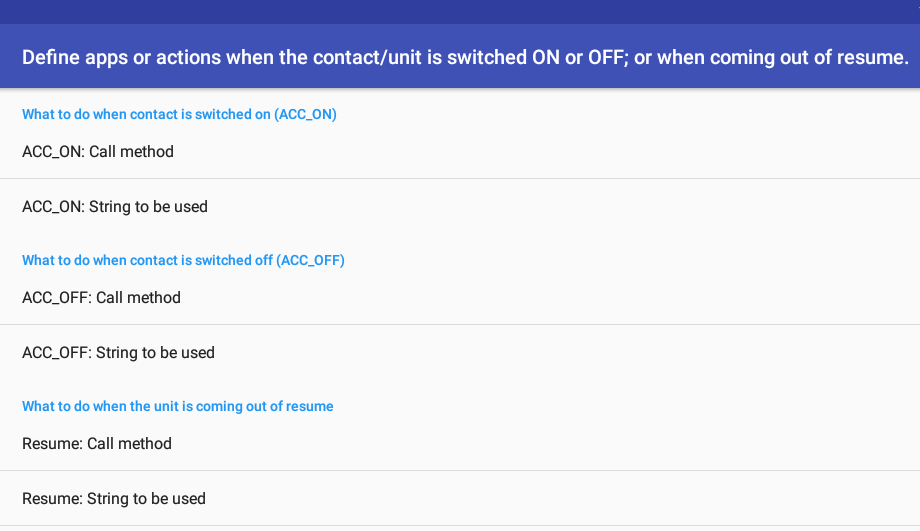 Define apps or actions when the contact/unit is switched ON or OFF; or when coming out of resume.
What to do when contact is switched on (ACC_ON)
ACC_ON: Call method
ACC_ON: String to be used
What to do when contact is switched off (ACC_OFF)
ACC_OFF: Call method
ACC_OFF: String to be used
What to do when the unit is coming out of resume
Resume: Call method
Resume: String to be used